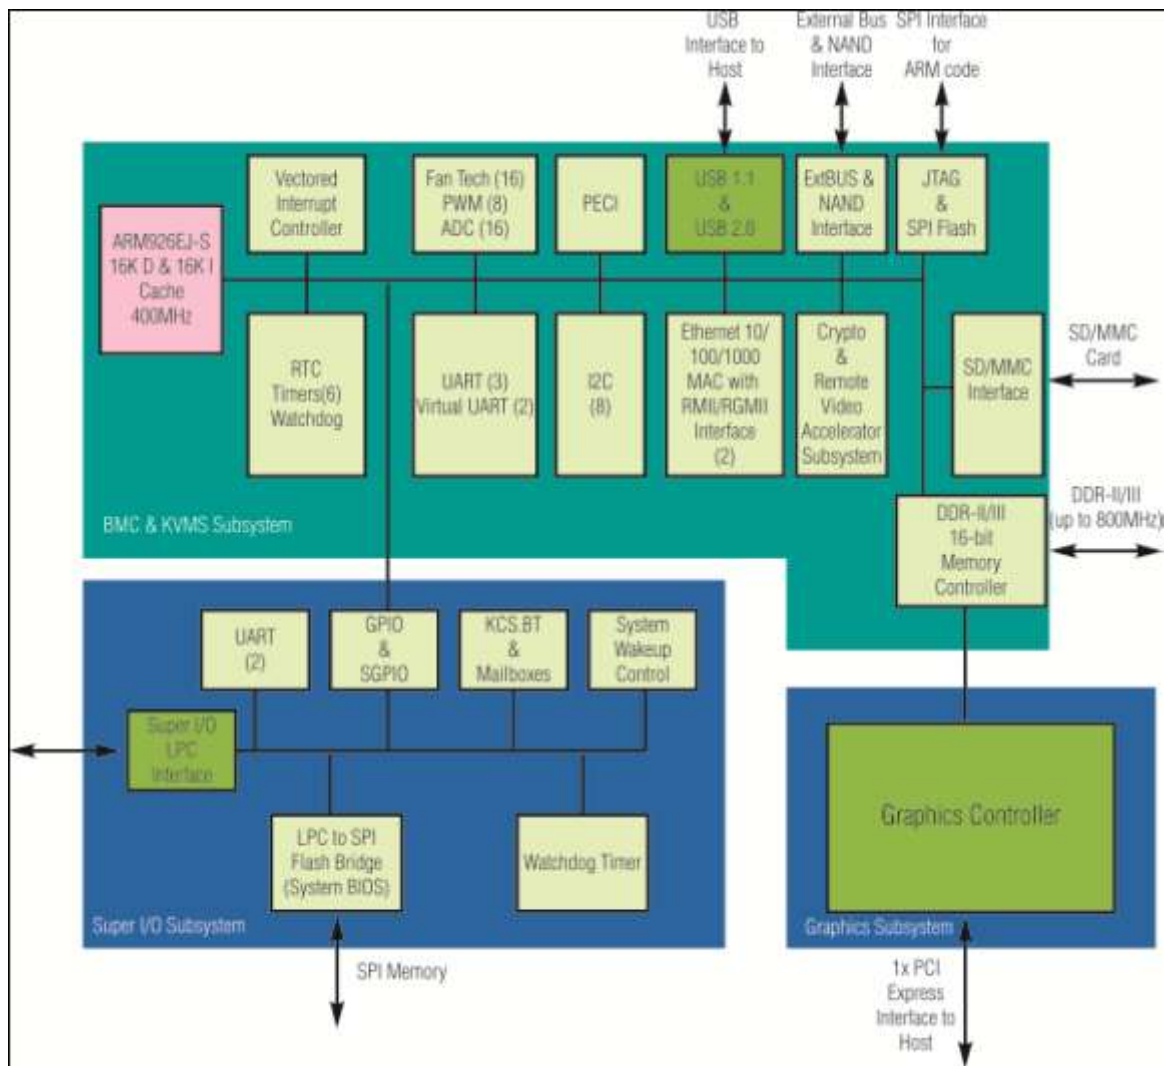 USB
Interface to
Host
External Bus
& NAND
Interface
SPI Interface
for
ARM code
Vectored
Interrupt
Controller
Fan Tech (16)
PWM (8)
ADC (16)
PECI
USB 1.1
&
USB 2.0
ExtBUS &
NAND
Interface
JTAG
&
SPI Flash
ARM926EJ-S
16K D & 16K I
Cache
400MHz
RTC
Timers(6)
Watchdog
UART (3)
Virtual UART (2)
I2C
(8)
Ethernet 10/
100/1000
MAC with
RMII/RGMII
Interface
(2)
Crypto
&
Remote
Video
Accelerator
Subsystem
SD/MMC
Interface
SD/MMC
Card
BMC & KVMS Subsystem
DDR-II/III
16-bit
Memory
Controller
DDR-II/III
(up to 800MHz)
UART
(2)
GPIO
&
SGPIO
KCS.BT
&
Mailboxes
System
Wakeup
Control
Super I/O
LPC
Interface
LPC to SPI
Flash Bridge
(System BIOS)
Watchdog Timer
Super I/O Subsystem
SPI Memory
Graphics Controller
Graphics Subsystem
1x PCI
Express
Interface to
Host